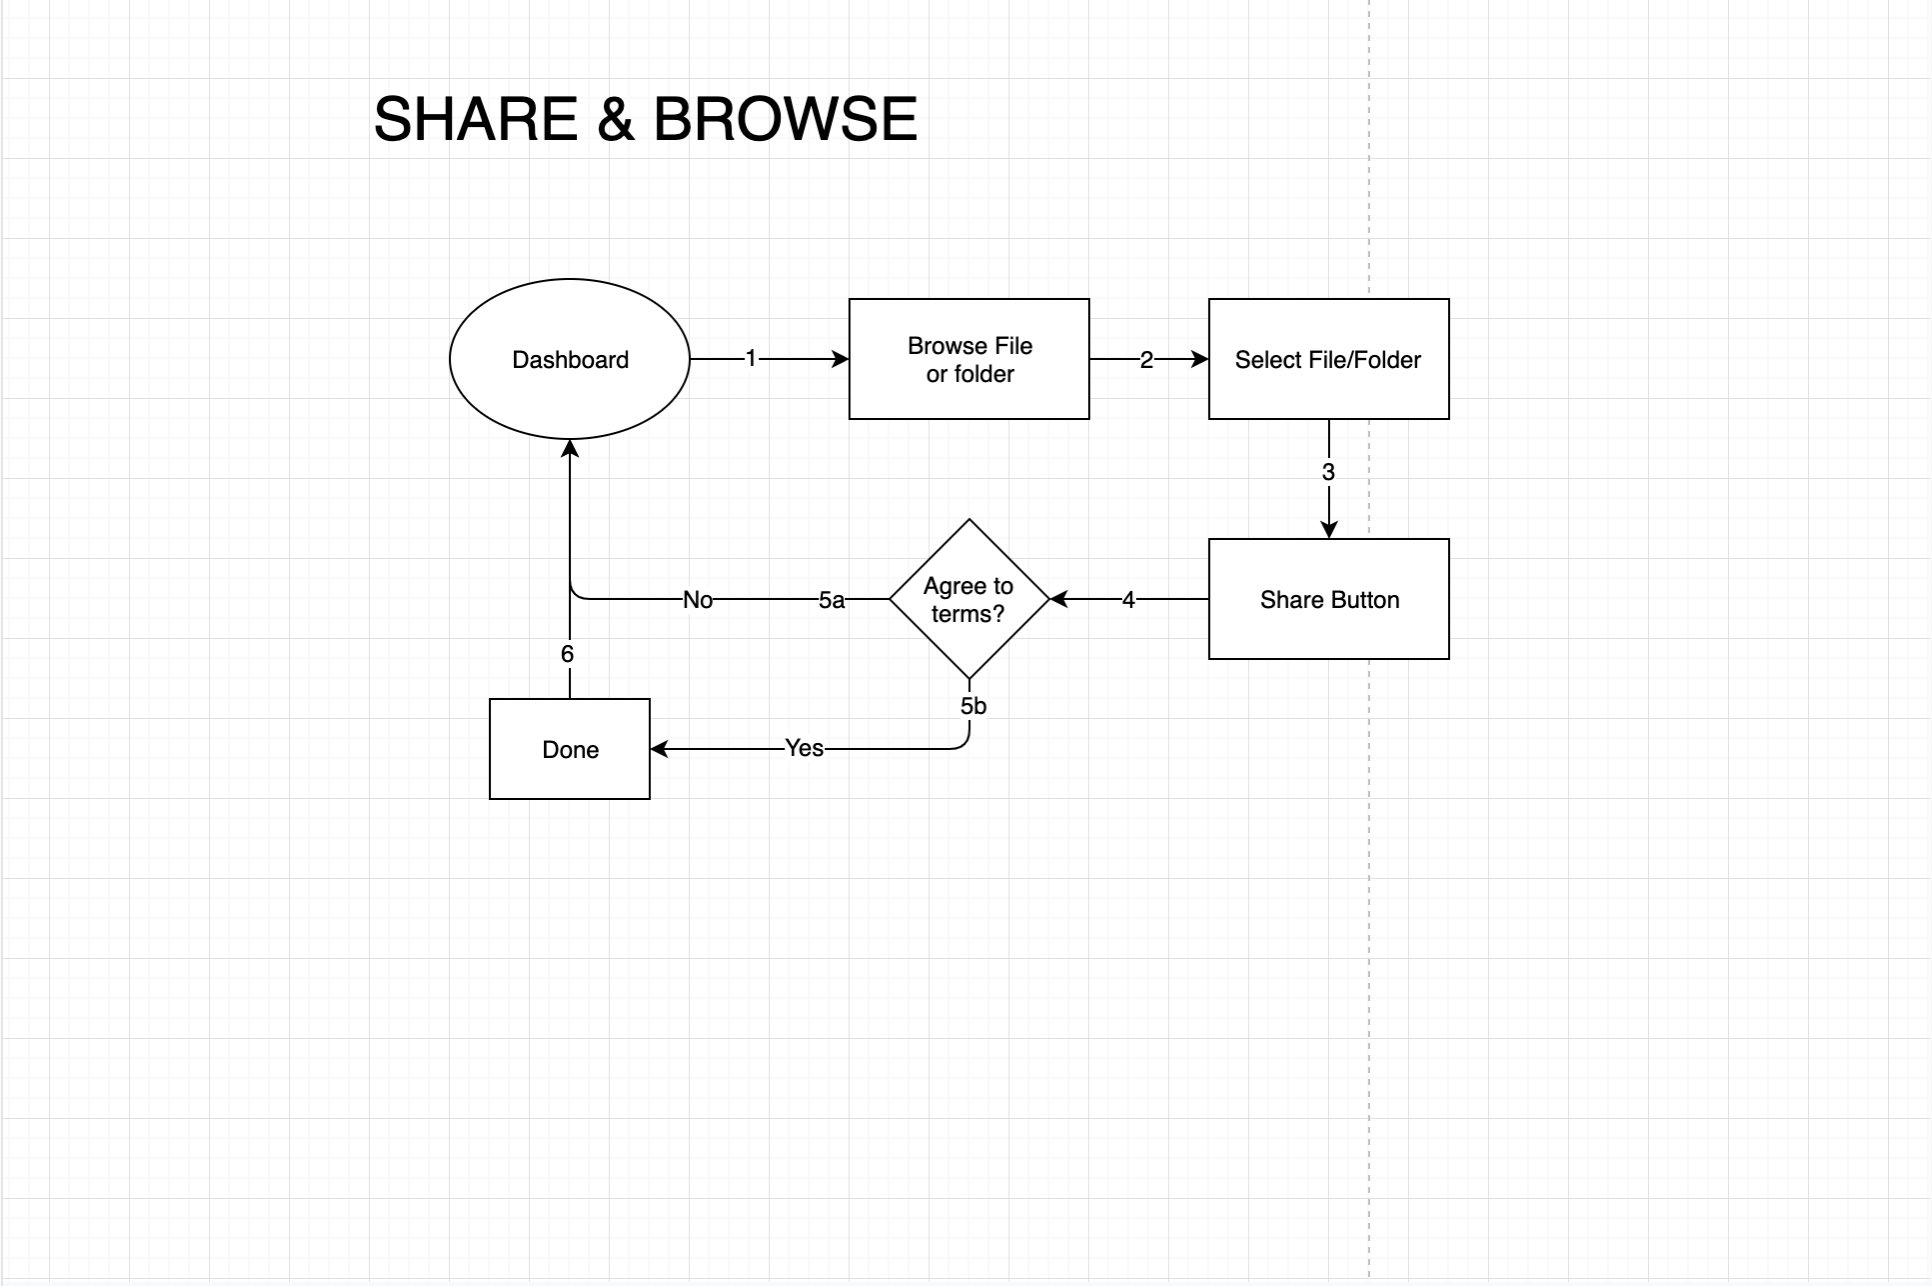 SHARE & BROWSE
Dashboard
1
Browse File
or folder
2
Select File/Folder
3
Share Button
4
Agree to
terms?
5a
No
5b
Yes
Done
6